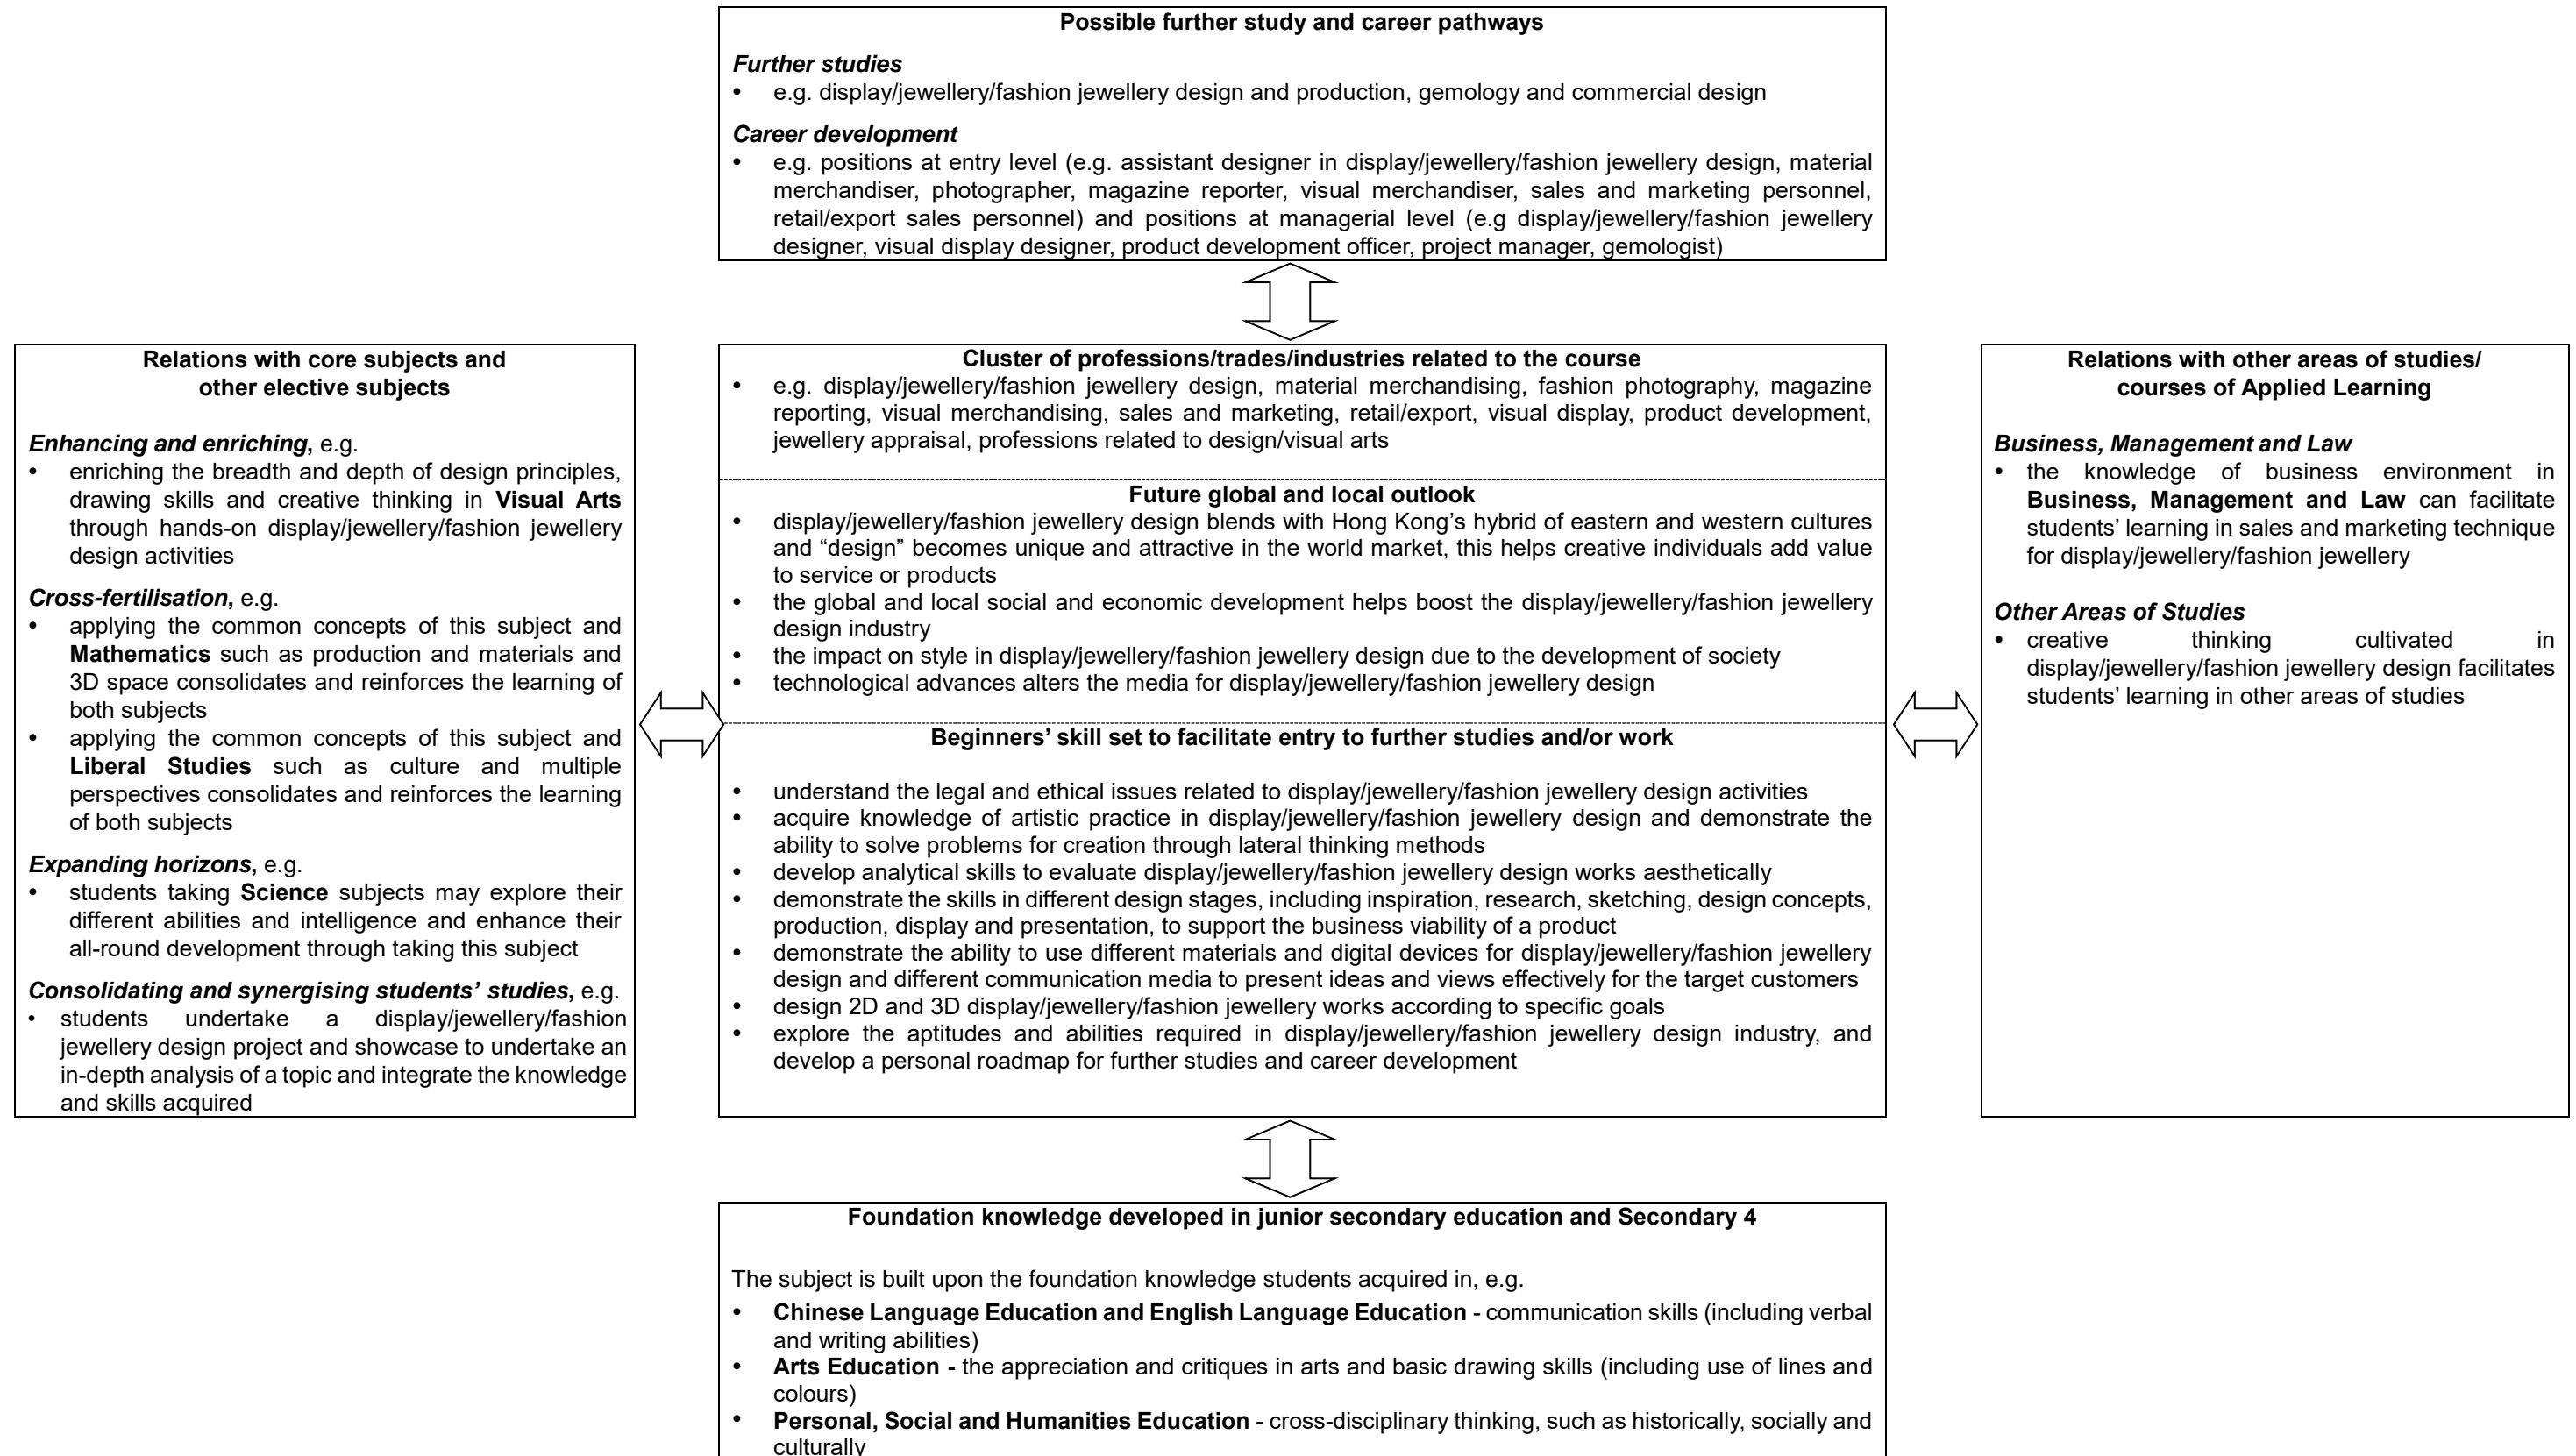 Possible further study and career pathways
Further studies
• e.g. display/jewellery/fashion jewellery design and production, gemology and commercial design
Career development
• e.g. positions at entry level (e.g. assistant designer in display/jewellery/fashion jewellery design, material
merchandiser, photographer, magazine reporter, visual merchandiser, sales and marketing personnel,
retail/export sales personnel) and positions at managerial level (e.g display/jewellery/fashion jewellery
designer, visual display designer, product development officer, project manager, gemologist)
Relations with core subjects and
other elective subjects
Enhancing and enriching, e.g.
• enriching the breadth and depth of design principles,
drawing skills and creative thinking in Visual Arts
through hands-on display/jewellery/fashion jewellery
design activities
Cross-fertilisation, e.g.
• applying the common concepts of this subject and
Mathematics such as production and materials and
3D space consolidates and reinforces the learning of
both subjects
• applying the common concepts of this subject and
Liberal Studies such as culture and multiple
perspectives consolidates and reinforces the learning
of both subjects
Expanding horizons, e.g.
• students taking Science subjects may explore their
different abilities and intelligence and enhance their
all-round development through taking this subject
Consolidating and synergising students’ studies, e.g.
• students undertake a display/jewellery/fashion
jewellery design project and showcase to undertake an
in-depth analysis of a topic and integrate the knowledge
and skills acquired
Cluster of professions/trades/industries related to the course
• e.g. display/jewellery/fashion jewellery design, material merchandising, fashion photography, magazine
reporting, visual merchandising, sales and marketing, retail/export, visual display, product development,
jewellery appraisal, professions related to design/visual arts
Future global and local outlook
• display/jewellery/fashion jewellery design blends with Hong Kong’s hybrid of eastern and western cultures
and “design” becomes unique and attractive in the world market, this helps creative individuals add value
to service or products
• the global and local social and economic development helps boost the display/jewellery/fashion jewellery
design industry
• the impact on style in display/jewellery/fashion jewellery design due to the development of society
• technological advances alters the media for display/jewellery/fashion jewellery design
Beginners’ skill set to facilitate entry to further studies and/or work
• understand the legal and ethical issues related to display/jewellery/fashion jewellery design activities
• acquire knowledge of artistic practice in display/jewellery/fashion jewellery design and demonstrate the
ability to solve problems for creation through lateral thinking methods
• develop analytical skills to evaluate display/jewellery/fashion jewellery design works aesthetically
• demonstrate the skills in different design stages, including inspiration, research, sketching, design concepts,
production, display and presentation, to support the business viability of a product
• demonstrate the ability to use different materials and digital devices for display/jewellery/fashion jewellery
design and different communication media to present ideas and views effectively for the target customers
• design 2D and 3D display/jewellery/fashion jewellery works according to specific goals
• explore the aptitudes and abilities required in display/jewellery/fashion jewellery design industry, and
develop a personal roadmap for further studies and career development
Relations with other areas of studies/
courses of Applied Learning
Business, Management and Law
• the knowledge of business environment in
Business, Management and Law can facilitate
students’ learning in sales and marketing technique
for display/jewellery/fashion jewellery
Other Areas of Studies
• creative thinking cultivated in
display/jewellery/fashion jewellery design facilitates
students’ learning in other areas of studies
Foundation knowledge developed in junior secondary education and Secondary 4
The subject is built upon the foundation knowledge students acquired in, e.g.
• Chinese Language Education and English Language Education - communication skills (including verbal
and writing abilities)
• Arts Education - the appreciation and critiques in arts and basic drawing skills (including use of lines and
colours)
• Personal, Social and Humanities Education - cross-disciplinary thinking, such as historically, socially and
culturally